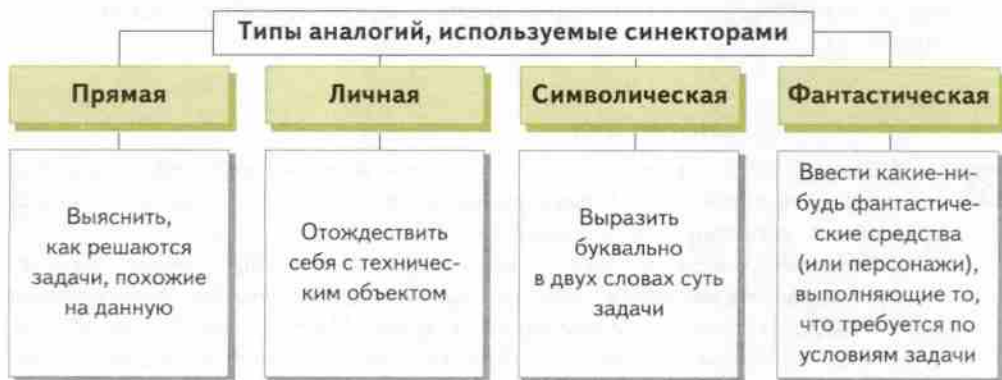 Типы аналогий, используемые синекторами
Прямая
Выяснить,
как решаются
задачи, похожие
на данную
Личная
Отождествить
себя с техничес-
ким объектом
Символическая
Выразить
буквально
в двух словах суть
задачи
Фантастическая
Ввести какие-ни-
будь фантастиче-
ские средства
(или персонажи),
выполняющие то,
что требуется по
условиям задачи